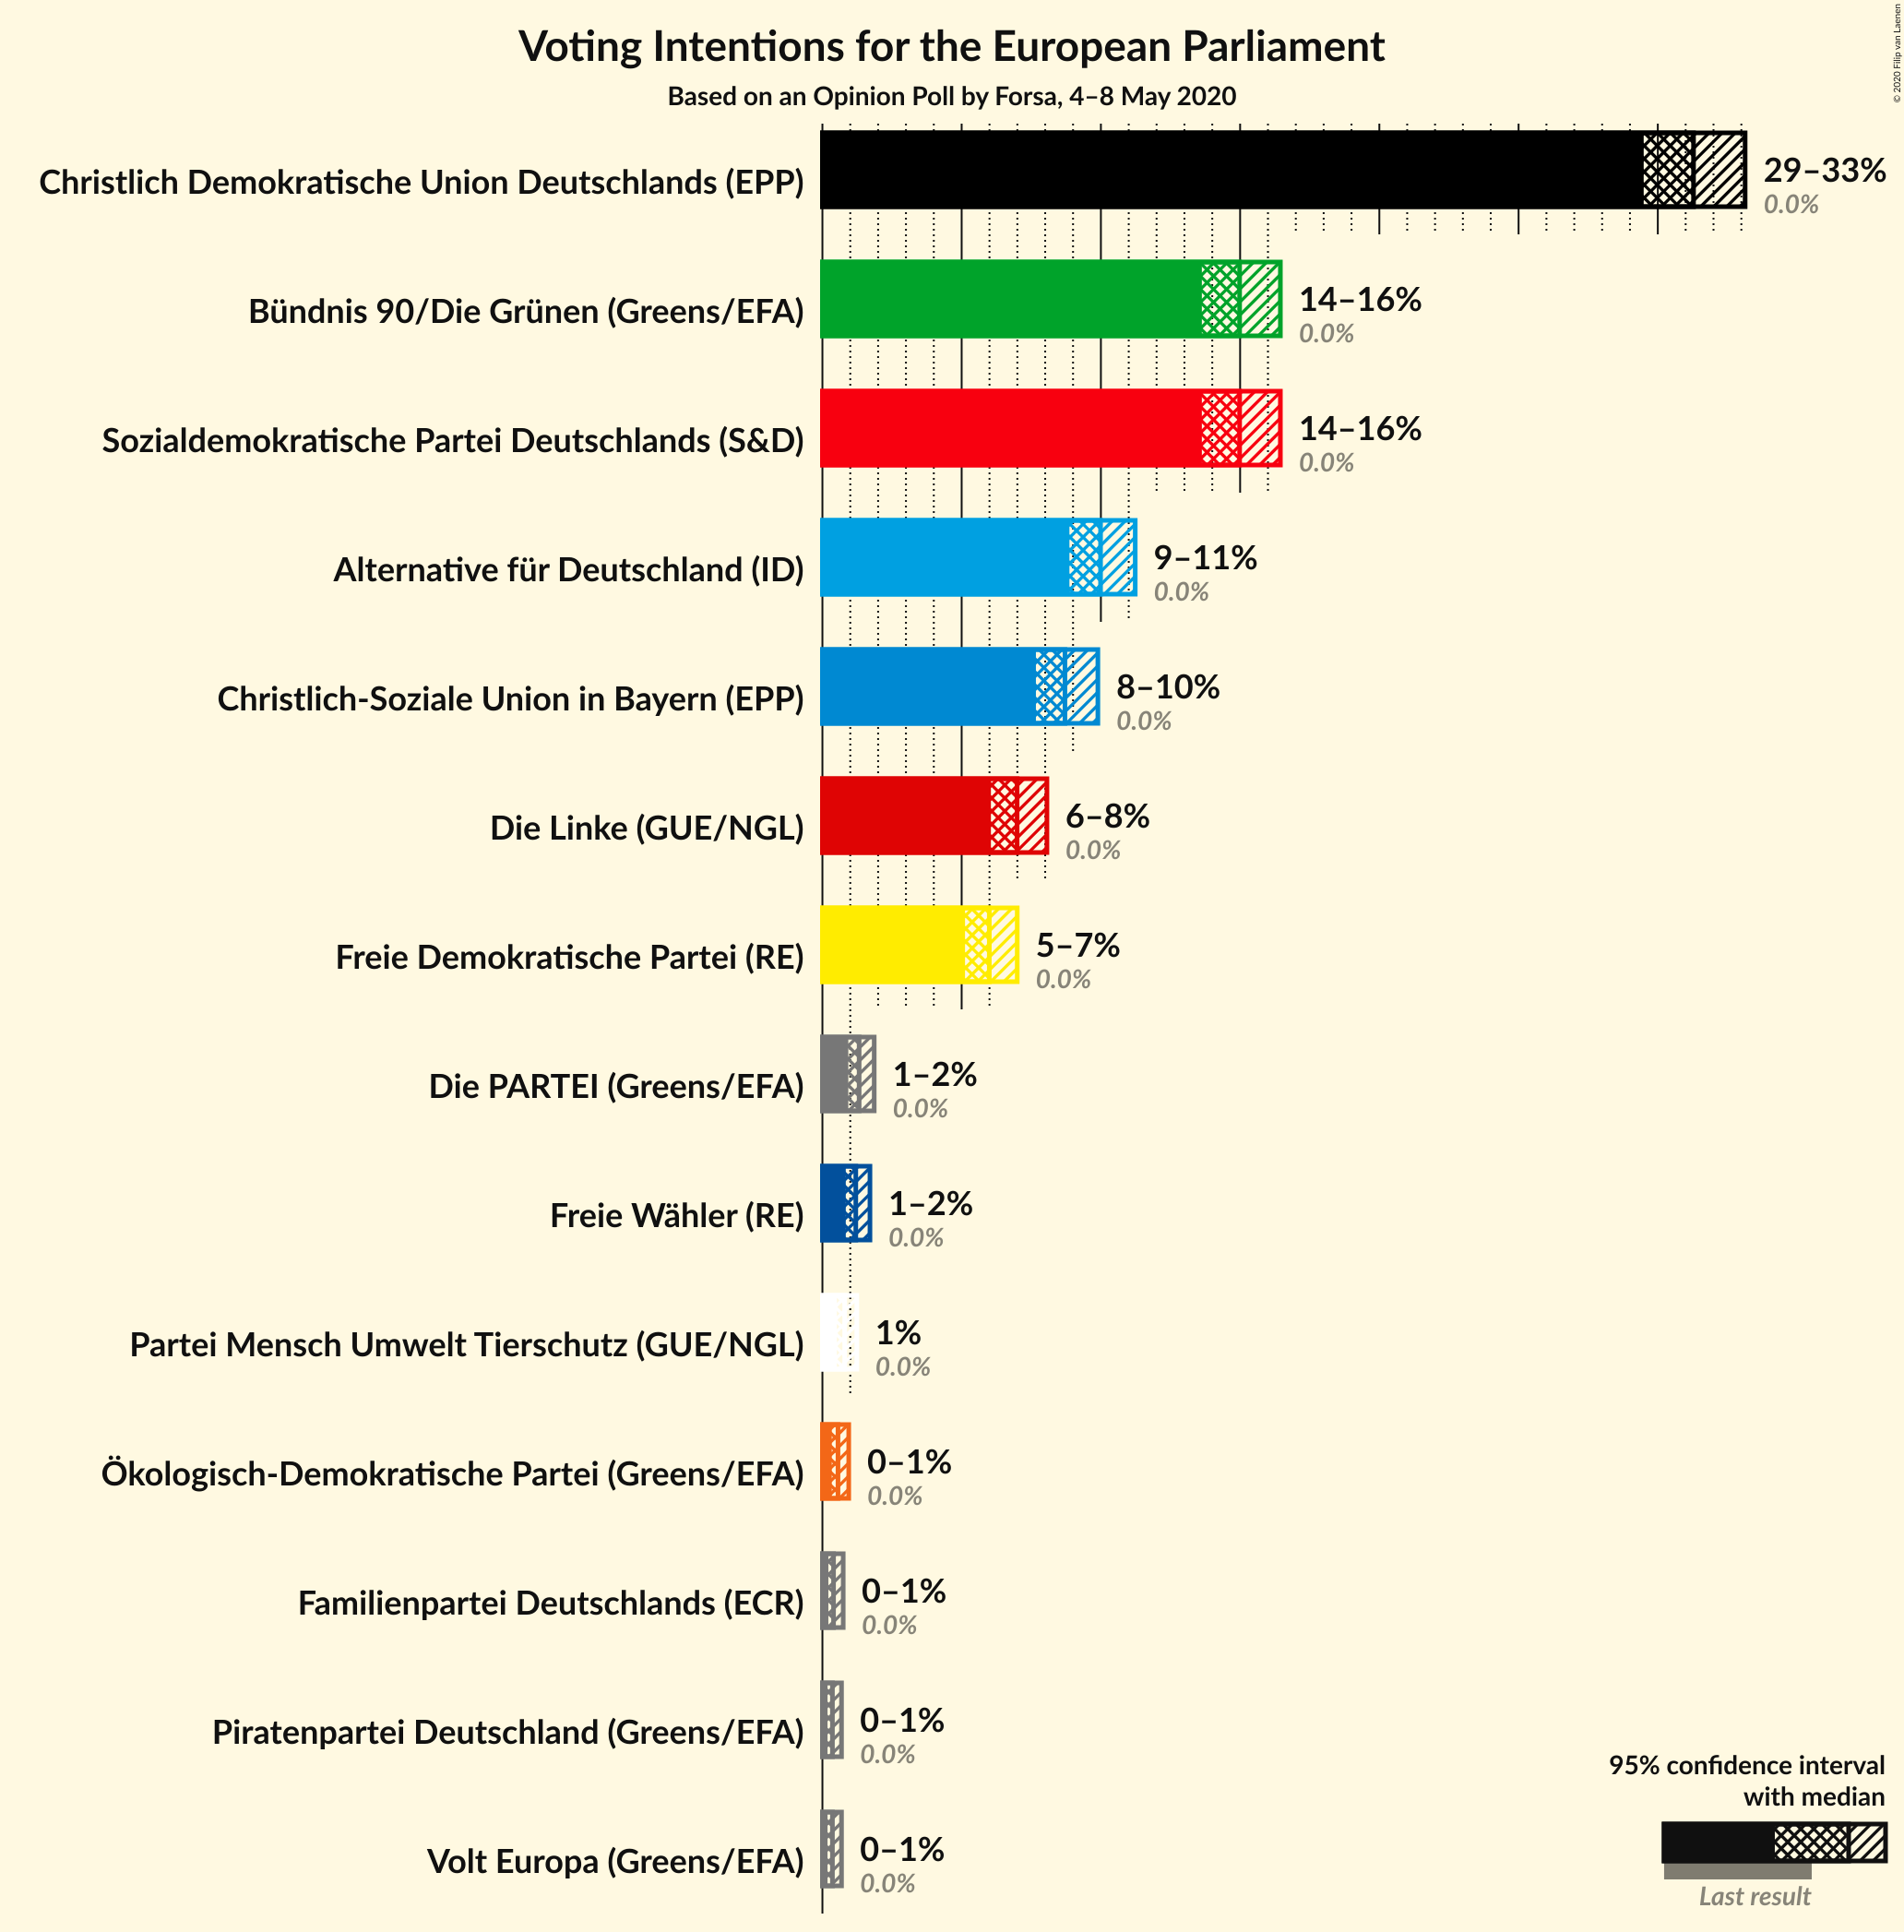 Voting Intentions for the European Parliament
Based on an Opinion Poll by Forsa, 4–8 May 2020
© 2020 Filip van Laenen
Christlich Demokratische Union Deutschlands (EPP)
29–33%
0.0%
Bündnis 90/Die Grünen (Greens/EFA)
14–16%
0.0%
Sozialdemokratische Partei Deutschlands (S&D)
14–16%
0.0%
Alternative für Deutschland (ID)
9–11%
0.0%
Christlich-Soziale Union in Bayern (EPP)
8–10%
0.0%
Die Linke (GUE/NGL)
6–8%
0.0%
Freie Demokratische Partei (RE)
5–7%
0.0%
Die PARTEI (Greens/EFA)
1–2%
0.0%
Freie Wähler (RE)
1–2%
0.0%
Partei Mensch Umwelt Tierschutz (GUE/NGL)
1%
0.0%
Ökologisch-Demokratische Partei (Greens/EFA)
0–1%
0.0%
Familienpartei Deutschlands (ECR)
0–1%
0.0%
Piratenpartei Deutschland (Greens/EFA)
0–1%
0.0%
Volt Europa (Greens/EFA)
0–1%
0.0%
95% confidence interval
with median
Last result